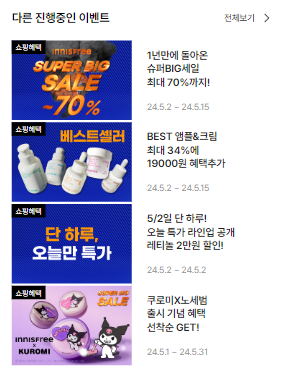 다른 진행중인 이벤트
전체보기
쇼핑혜택
INNISFREE
SUPER BIG
SALE
~70%
1년만에 돌아온
슈퍼BIG세일
최대 70%까지!
24.5.2 – 24.5.15
쇼핑혜택
베스트셀러
BEST 앰플&크림
최대 34%에
19000원 혜택추가
24.5.2 – 24.5.15
쇼핑혜택
단 하루,
오늘만 특가
5/2일 단 하루!
오늘 특가 라인업 공개
레티놀 2만원 할인!
24.5.2 – 24.5.2
쇼핑혜택
SUPER BIG
SALE
INNISFREE
x
KUROMI
쿠로미X노세범
출시 기념 혜택
선착순 GET!
24.5.1 – 24.5.31